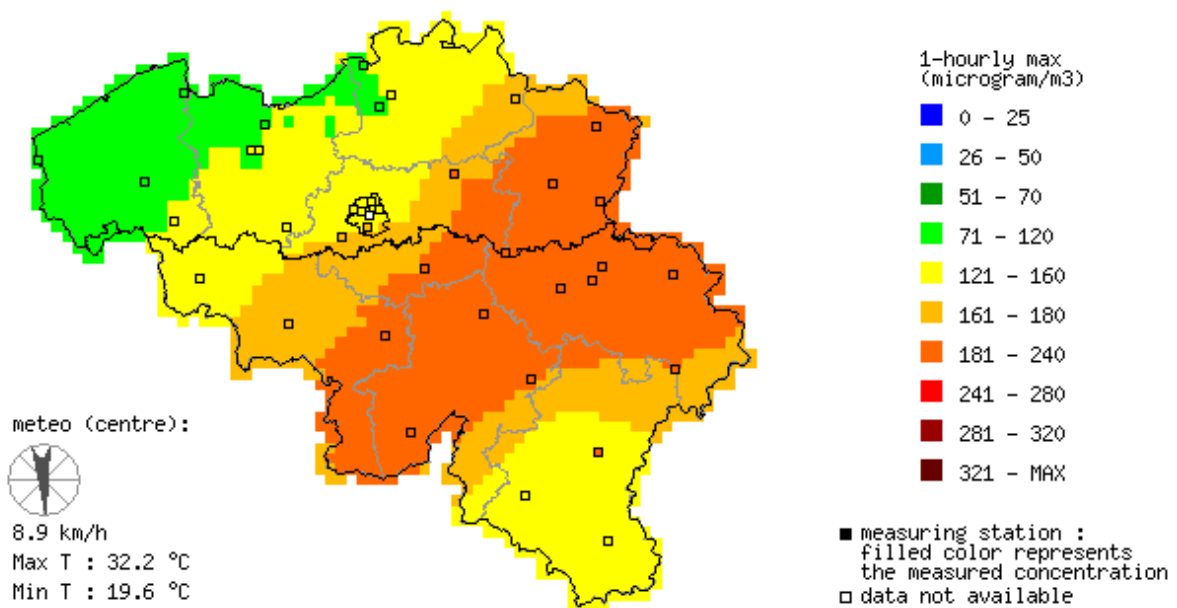 1-hourly max
(microgram/m3)
0 - 25
26 - 50
51 - 70
71 - 120
121 - 160
161 - 180
181 - 240
241 - 280
281 - 320
321 - MAX
meteo (centre):
8.9 km/h
Max T : 32.2 °C
Min T : 19.6 °C
measuring station :
filled color represents
the measured concentration
data not available